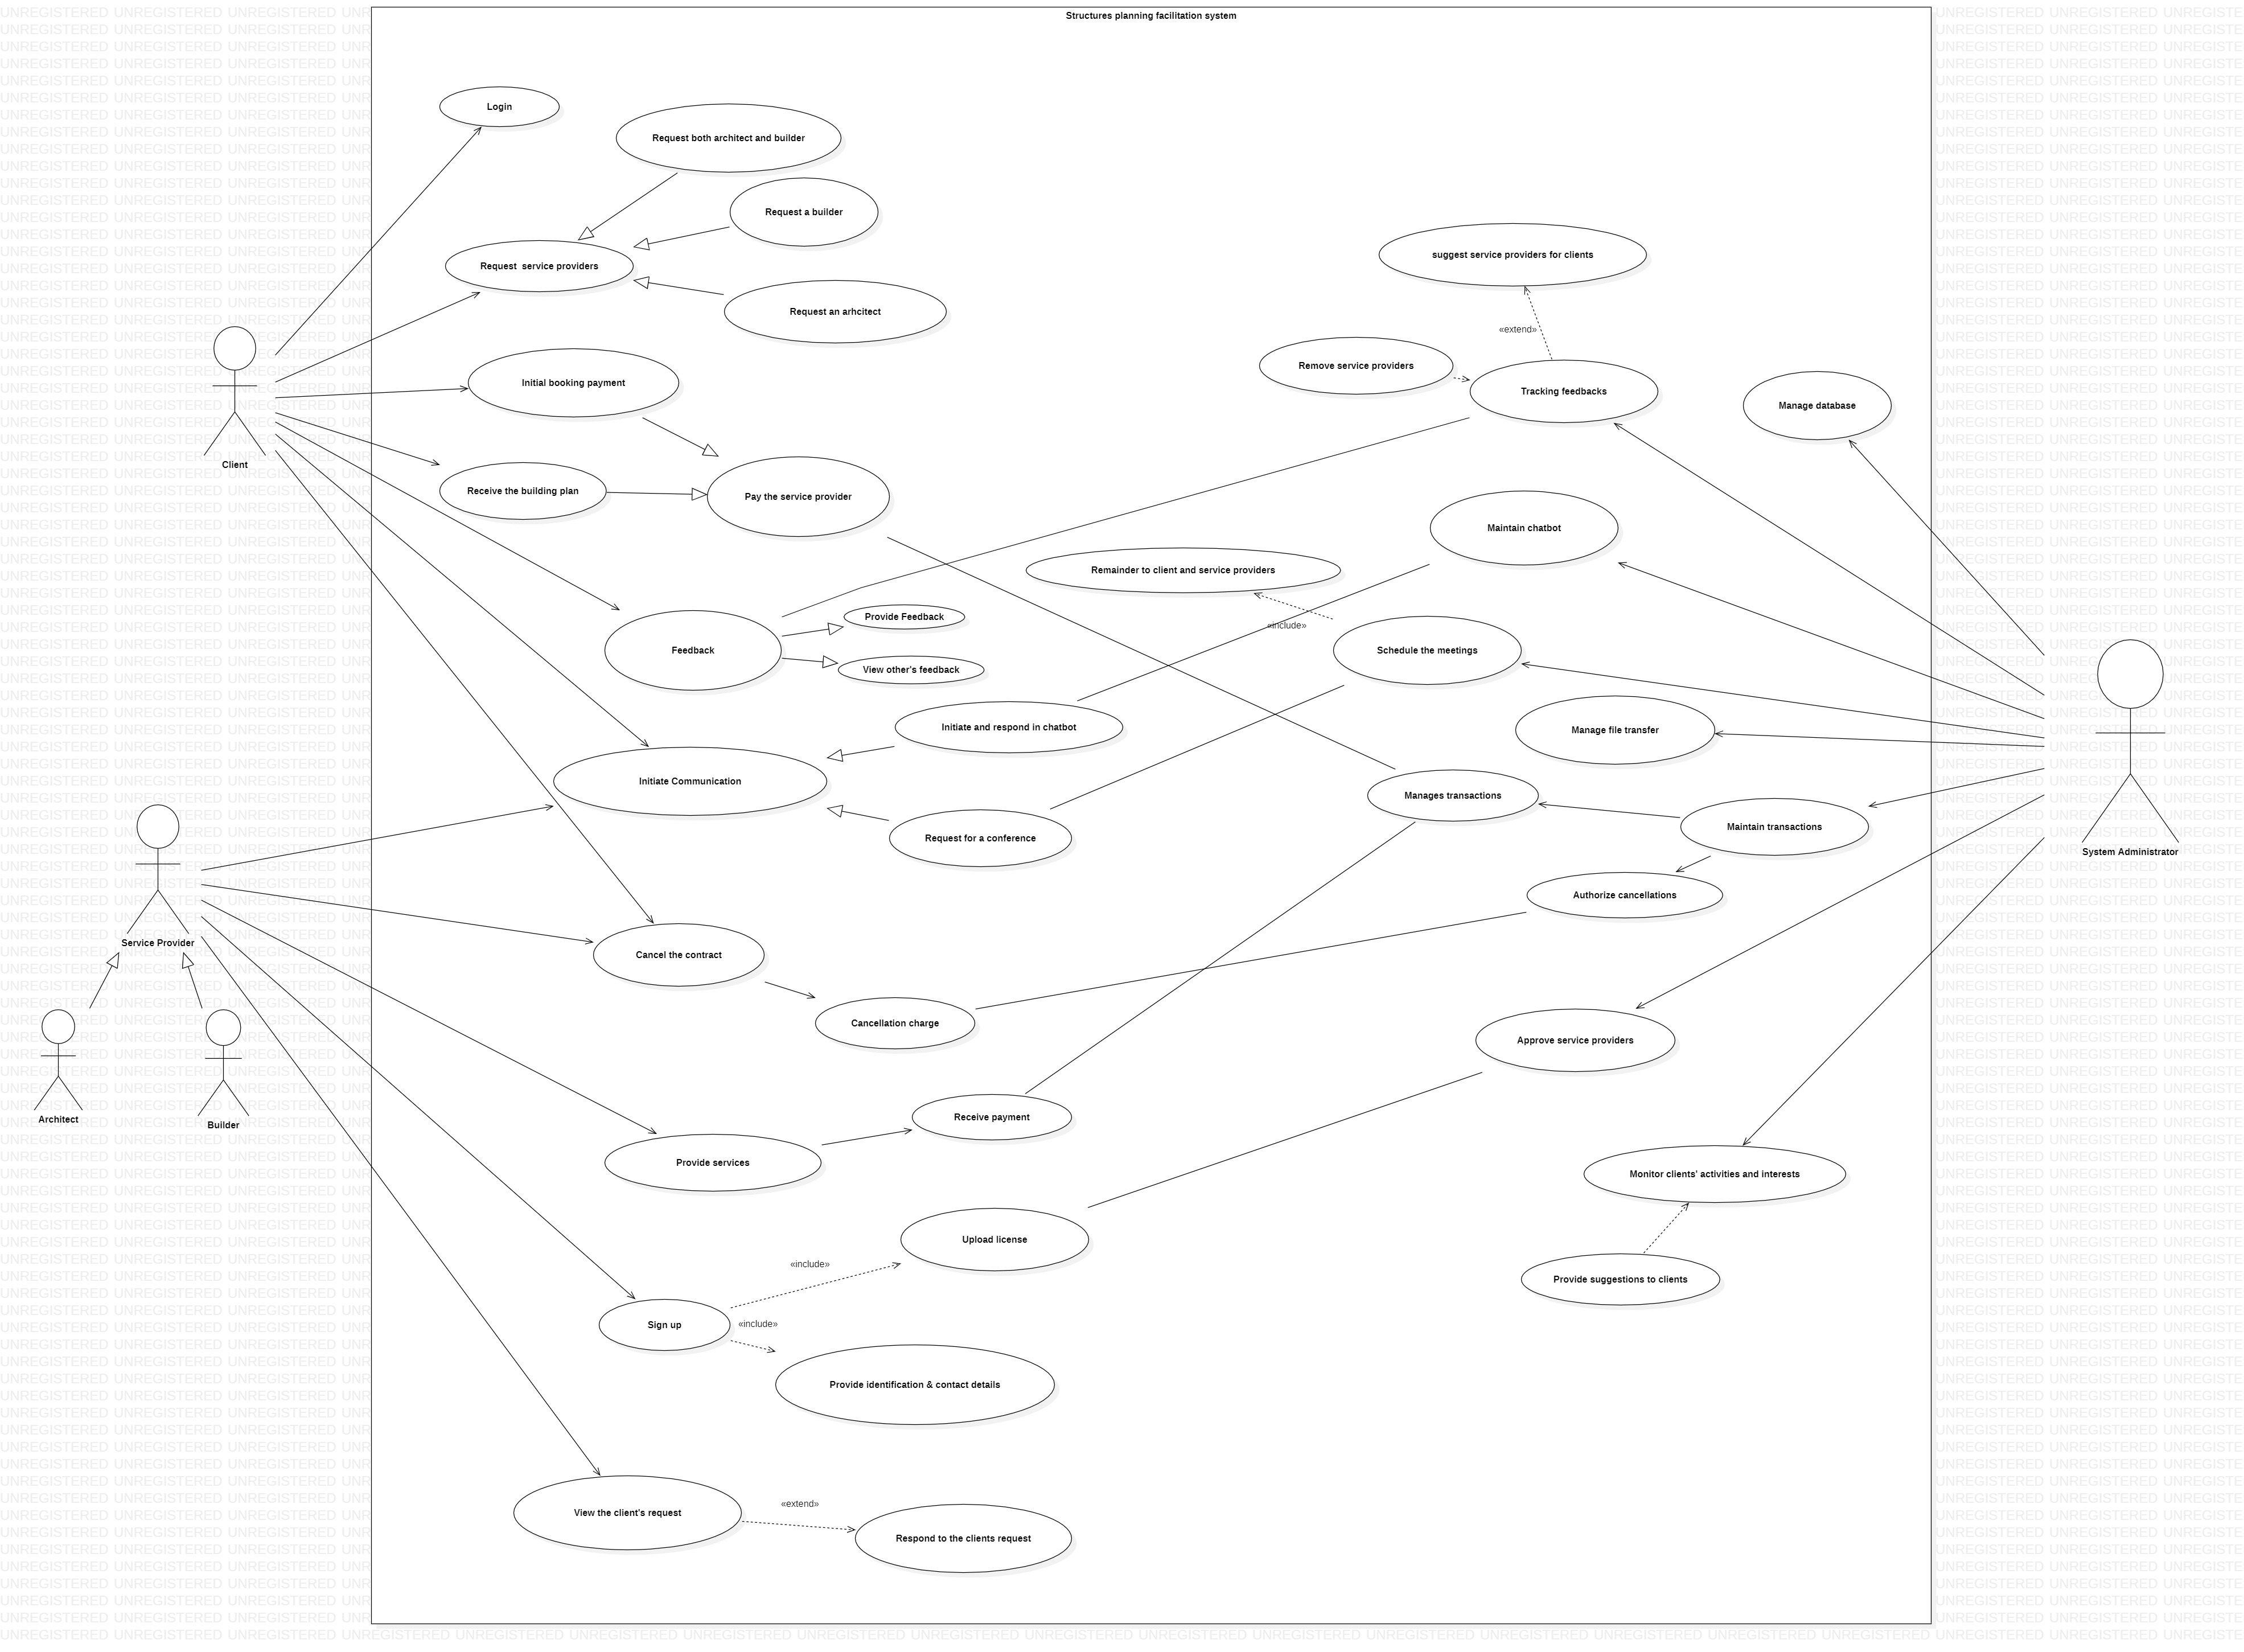 Structures planning facilitation system
Login
Request both architect and builder
Request a builder
Request  service providers
Request an arhcitect
suggest service providers for clients
«extend»
Remove service providers
Tracking feedbacks
Manage database
Initial booking payment
Client
Receive the building plan
Pay the service provider
Maintain chatbot
Remainder to client and service providers
«include»
Provide Feedback
Feedback
View other's feedback
Schedule the meetings
Initiate and respond in chatbot
Manage file transfer
Initiate Communication
Manages transactions
Request for a conference
Maintain transactions
System Administrator
Authorize cancellations
Service Provider
Cancel the contract
Cancellation charge
Approve service providers
Architect
Builder
Receive payment
Provide services
Monitor clients' activities and interests
Upload license
«include»
Provide suggestions to clients
Sign up
«include»
Provide identification & contact details
View the client's request
«extend»
Respond to the clients request
UNREGISTERED UNREGISTERED UNREGISTERED UNREGISTERED